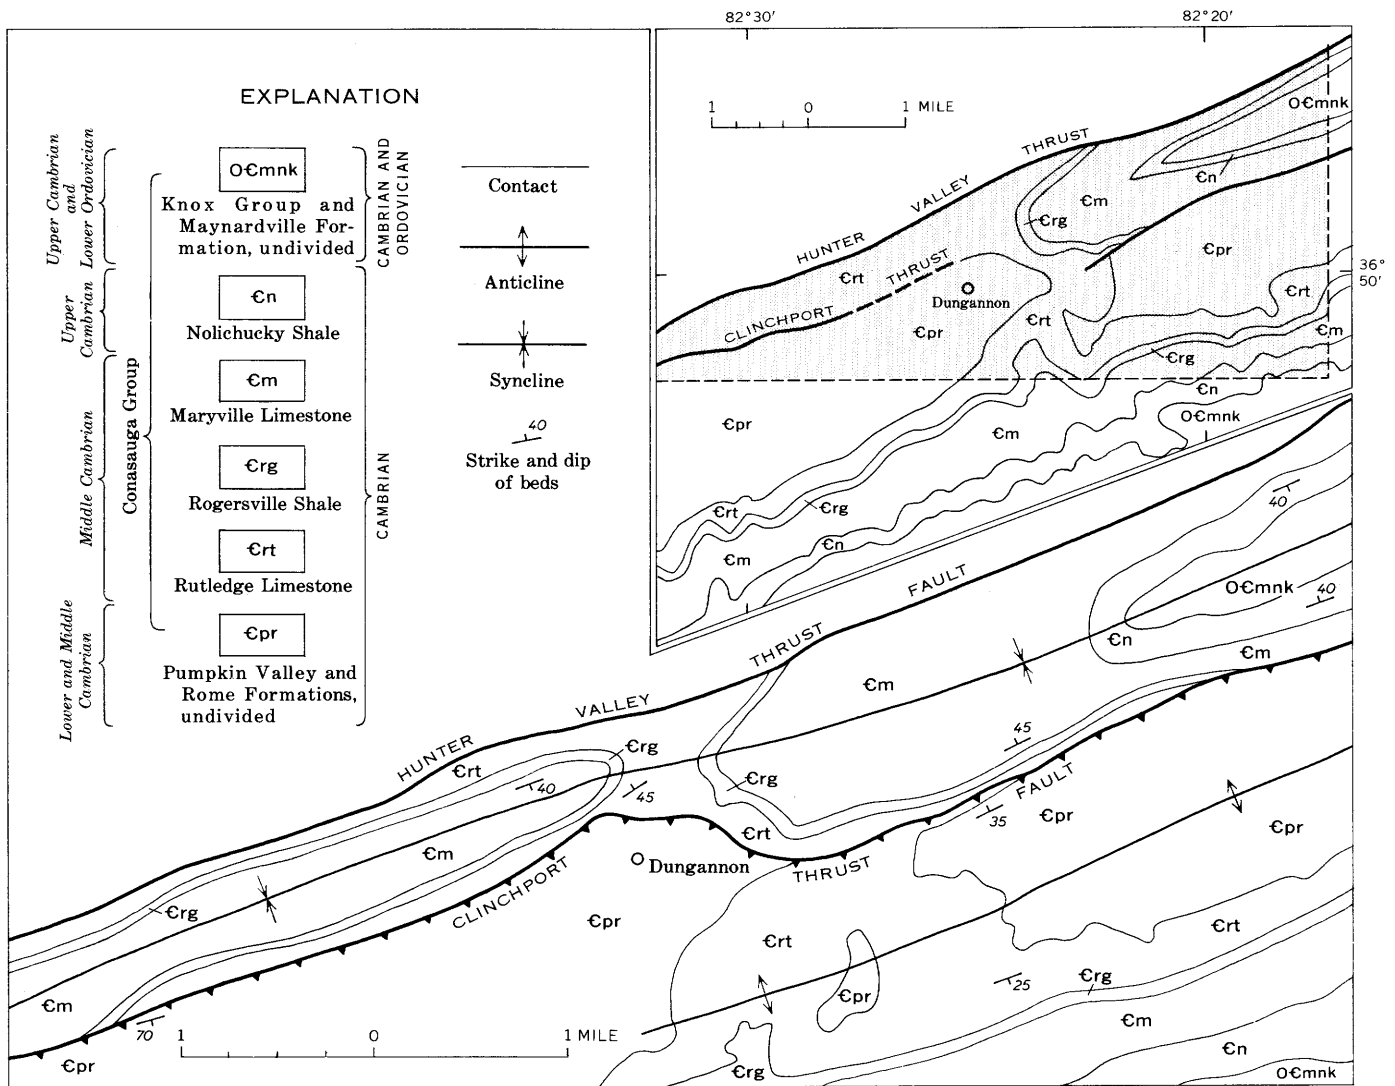 EXPLANATION
Upper Cambrian
and
Lower Ordovician
O€mnk
Knox Group and
Maynardville For-
mation, undivided
CAMBRIAN AND
ORDOVICIAN
Upper
Cambrian
€n
Nolichucky Shale
Middle Cambrian
Conasauga Group
€m
Maryville Limestone
€rg
Rogersville Shale
€rt
Rutledge Limestone
CAMBRIAN
Lower and Middle
Cambrian
€pr
Pumpkin Valley and
Rome Formations,
undivided
Contact
Anticline
Syncline
40
Strike and dip
of beds
82°30′
82°20′
1 0 1 MILE
O€mnk
HUNTER VALLEY THRUST
€n
€m
€rg
€pr
36°
50′
€rt
CLINCHPORT THRUST
Dungannon
€pr
€rt
€rt
€m
€rg
€n
O€mnk
€pr
€m
€rt
€rg
€n
€m
HUNTER VALLEY THRUST FAULT
40
O€mnk
40
€n
€m
€m
€rg
€rt
40
45
€rg
45
€m
€rt
35
€pr
€pr
CLINCHPORT THRUST FAULT
Dungannon
€rg
€pr
€rt
€rt
€pr
25
€rg
€m
€m
70
1 0 1 MILE
€pr
€rg
€n
O€mnk